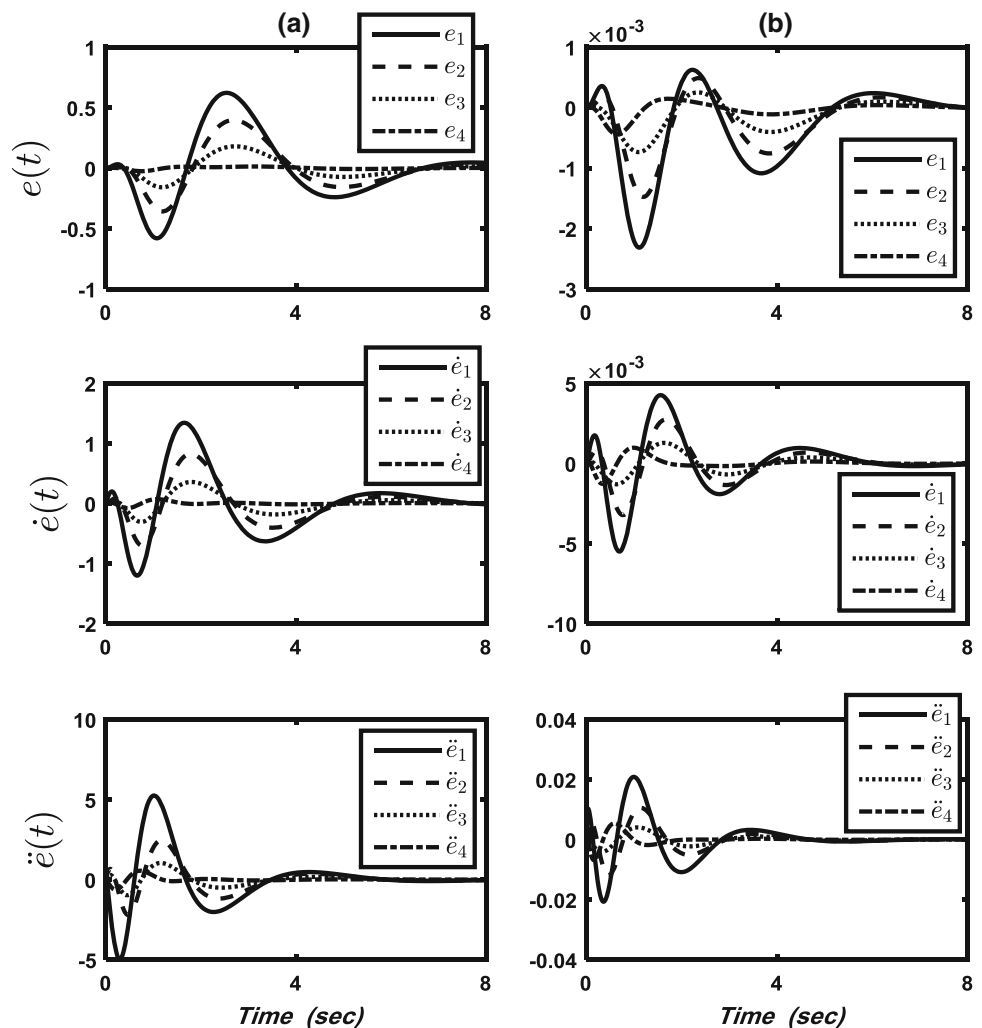 (a)
e(t)
1
0.5
0
-0.5
-1
0
4
8
e₁
e₂
e₃
e₄
(b)
×10⁻³
1
0
-1
-2
-3
0
4
8
e₁
e₂
e₃
e₄
ė(t)
2
1
0
-1
-2
0
4
8
ė₁
ė₂
ė₃
ė₄
×10⁻³
5
0
-5
-10
0
4
8
ė₁
ė₂
ė₃
ė₄
ë(t)
10
5
0
-5
0
4
8
ë₁
ë₂
ë₃
ë₄
Time (sec)
0.04
0.02
0
-0.02
-0.04
0
4
8
ë₁
ë₂
ë₃
ë₄
Time (sec)